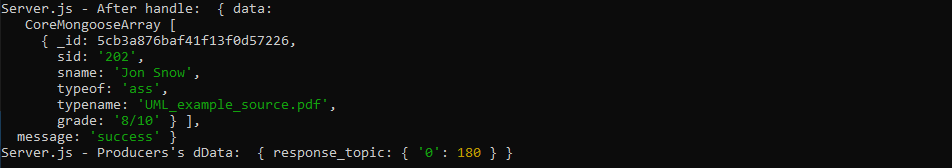 Server.js - After handle:  { data:
CoreMongooseArray [
{ _id: 5cb3a876baf41f13f0d57226,
sid: '202',
sname: 'Jon Snow',
typeof: 'ass',
typename: 'UML_example_source.pdf',
grade: '8/10' } ],
message: 'success' }
Server.js - Producers's dData:  { response_topic: { '0': 180 } }